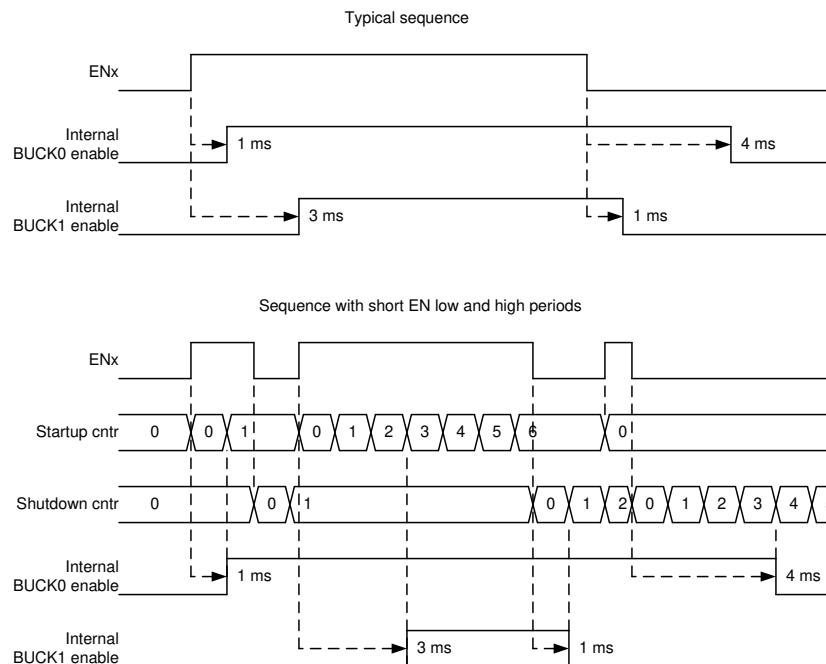 Typical sequence
ENx
Internal
BUCK0 enable
1 ms
4 ms
Internal
BUCK1 enable
3 ms
1 ms
Sequence with short EN low and high periods
ENx
Startup cntr
0 0 1 0 1 2 3 4 5 6 0
Shutdown cntr
0 0 1 0 1 2 0 1 2 3 4
Internal
BUCK0 enable
1 ms
4 ms
Internal
BUCK1 enable
3 ms
1 ms